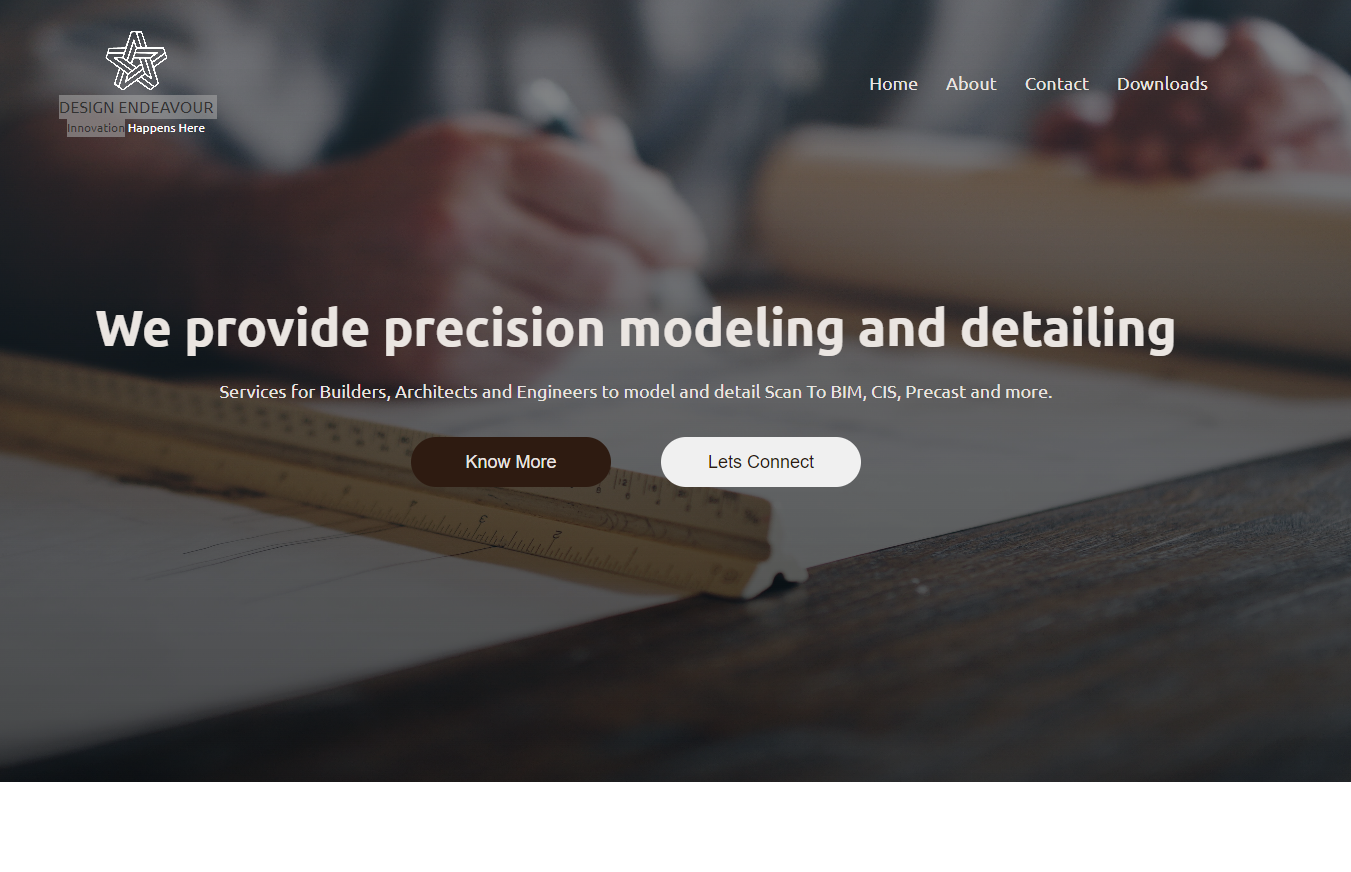 Home About Contact Downloads
DESIGN ENDEAVOUR
Innovation Happens Here
We provide precision modeling and detailing
Services for Builders, Architects and Engineers to model and detail Scan To BIM, CIS, Precast and more.
Know More
Lets Connect